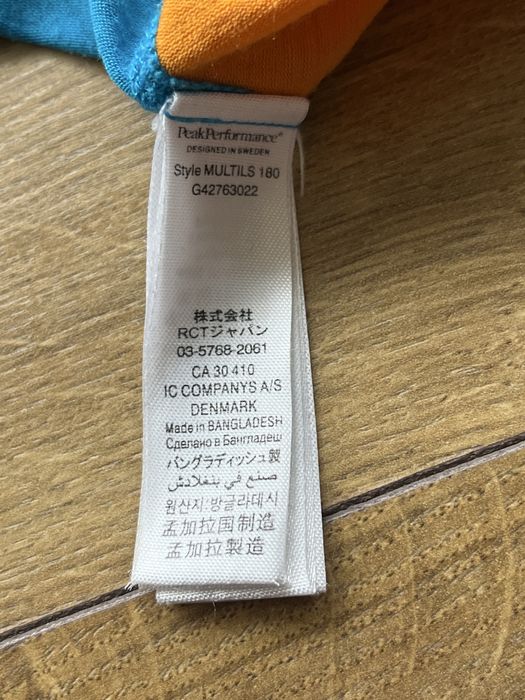 PeakPerformance®
DESIGNED IN SWEDEN
Style MULTILS 180
G42763022
株式会社
RCTジャパン
03-5768-2061
CA 30 410
IC COMPANYS A/S
DENMARK
Made in BANGLADESH
Сделано в Бангладеш
バングラディッシュ製
صنع في بنغلادش
원산지:방글라데시
孟加拉国制造
孟加拉製造